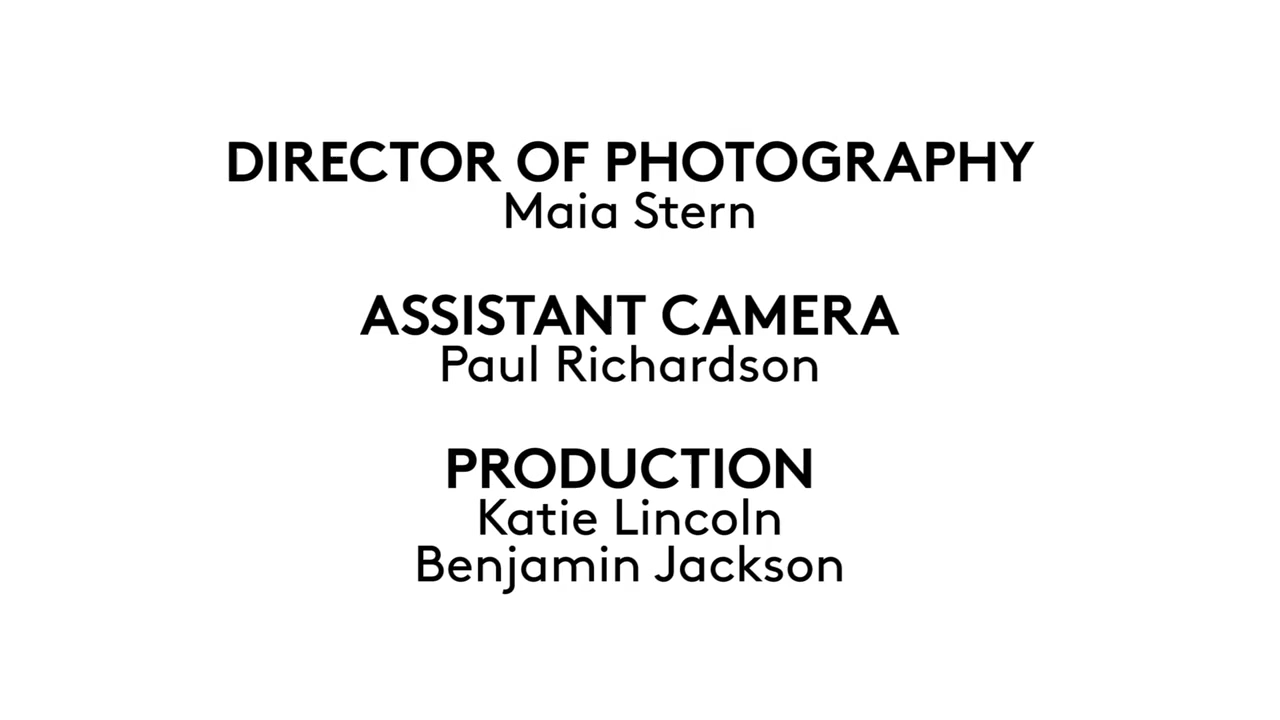 DIRECTOR OF PHOTOGRAPHY
Maia Stern
ASSISTANT CAMERA
Paul Richardson
PRODUCTION
Katie Lincoln
Benjamin Jackson